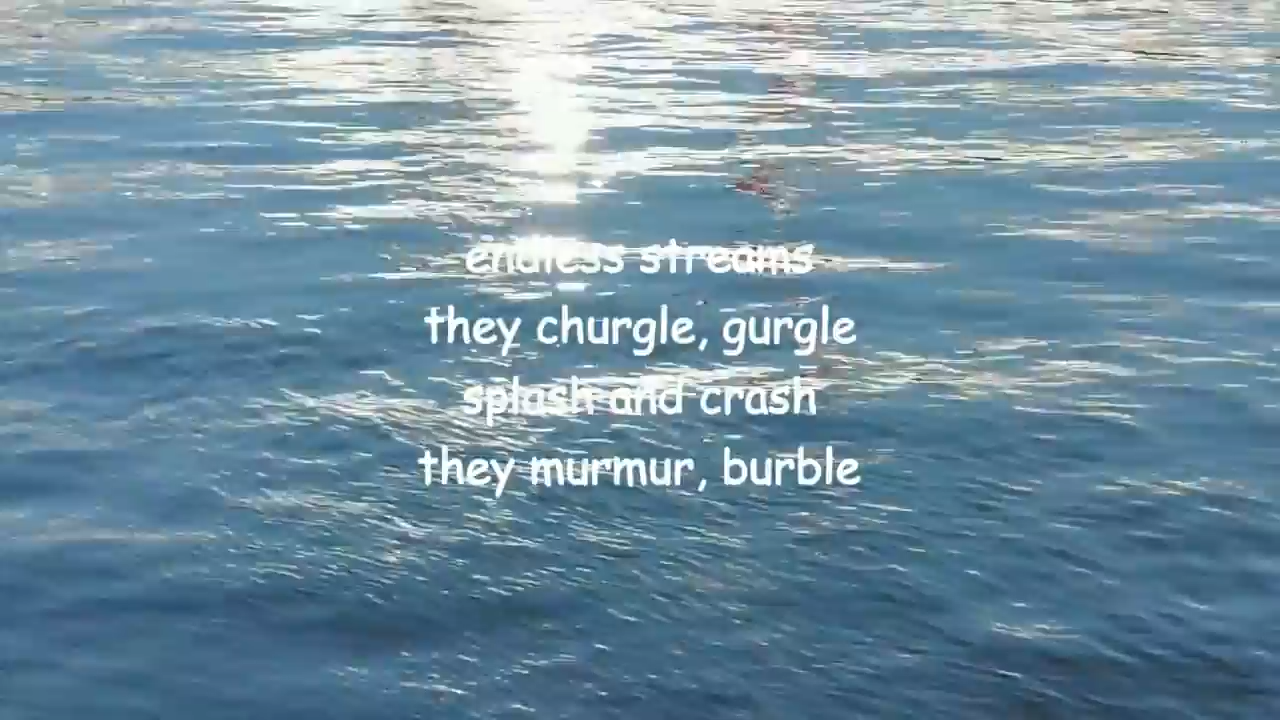 endless streams
they churgle, gurgle
splash and crash
they murmur, burble